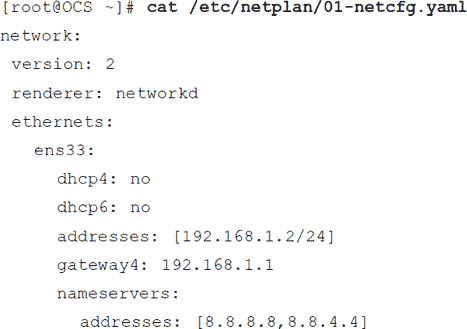 [root@OCS ~]# cat /etc/netplan/01-netcfg.yaml
network:
 version: 2
 renderer: networkd
 ethernets:
   ens33:
     dhcp4: no
     dhcp6: no
     addresses: [192.168.1.2/24]
     gateway4: 192.168.1.1
     nameservers:
       addresses: [8.8.8.8,8.8.4.4]